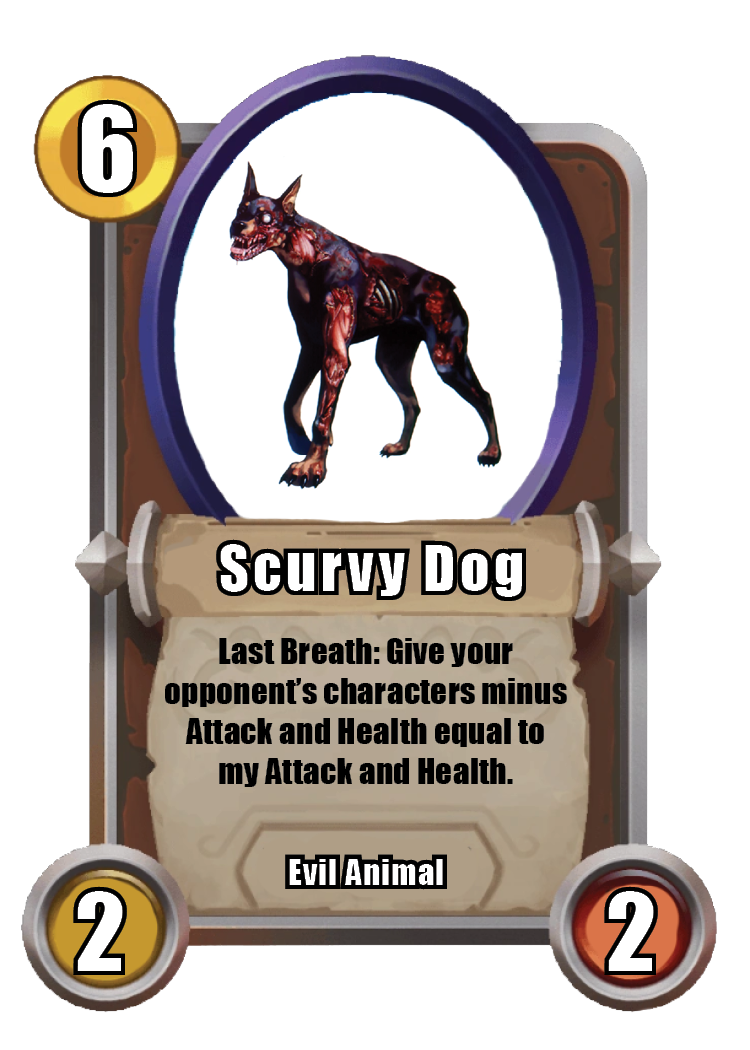 6
Scurvy Dog
Last Breath: Give your
opponent’s characters minus
Attack and Health equal to
my Attack and Health.
Evil Animal
2
2